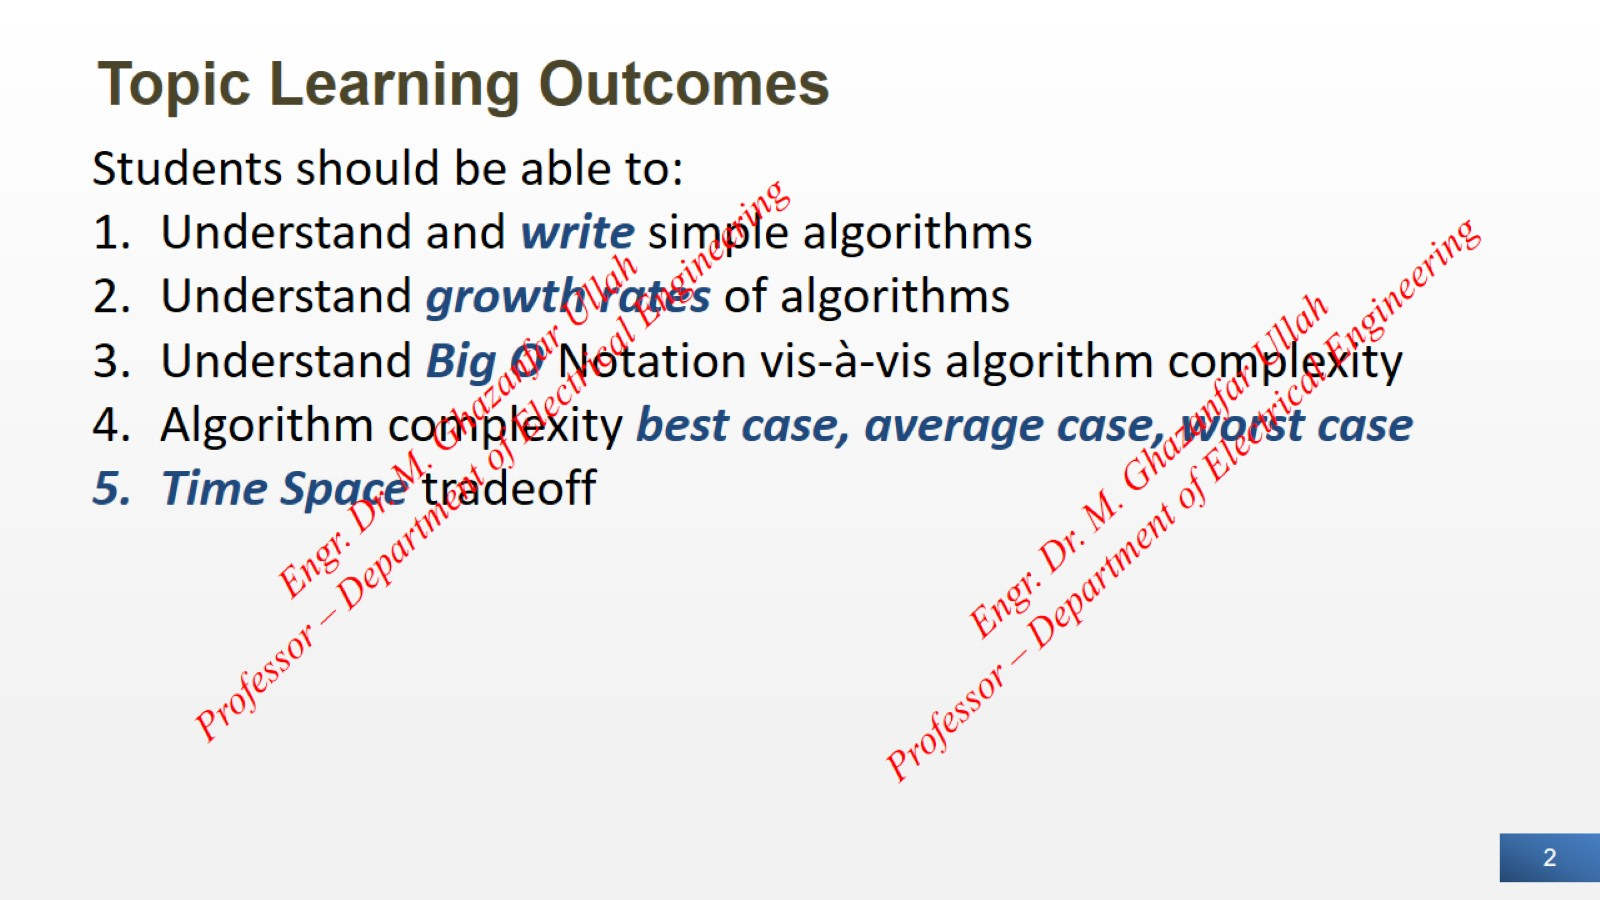 Topic Learning Outcomes
Students should be able to:
1. Understand and write simple algorithms
2. Understand growth rates of algorithms
3. Understand Big O Notation vis-à-vis algorithm complexity
4. Algorithm complexity best case, average case, worst case
5. Time Space tradeoff
Engr. Dr. M. Ghazanfar Ullah
Professor – Department of Electrical Engineering
Engr. Dr. M. Ghazanfar Ullah
Professor – Department of Electrical Engineering
2